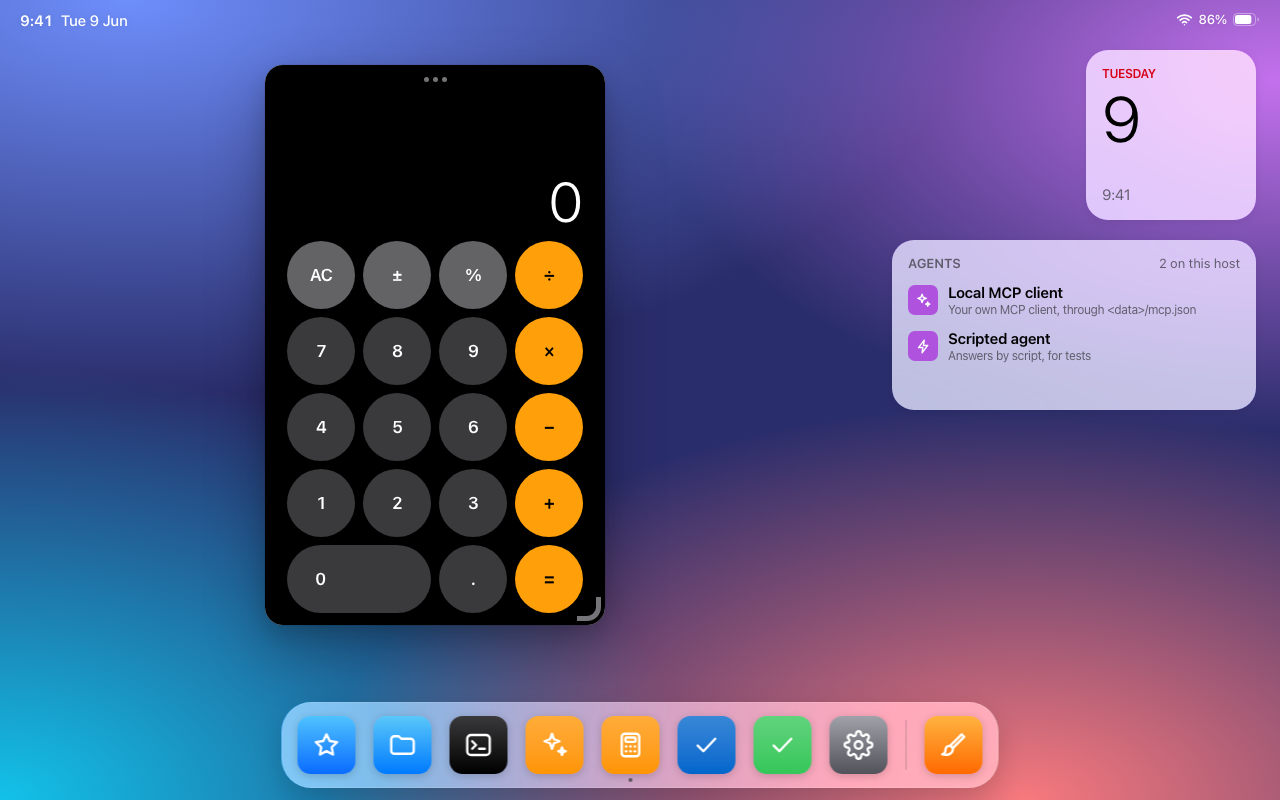 9:41 Tue 9 Jun
86%
0
AC ± % ÷
7 8 9 ×
4 5 6 −
1 2 3 +
0 . =
TUESDAY
9
9:41
AGENTS 2 on this host
Local MCP client
Your own MCP client, through <data>/mcp.json
Scripted agent
Answers by script, for tests